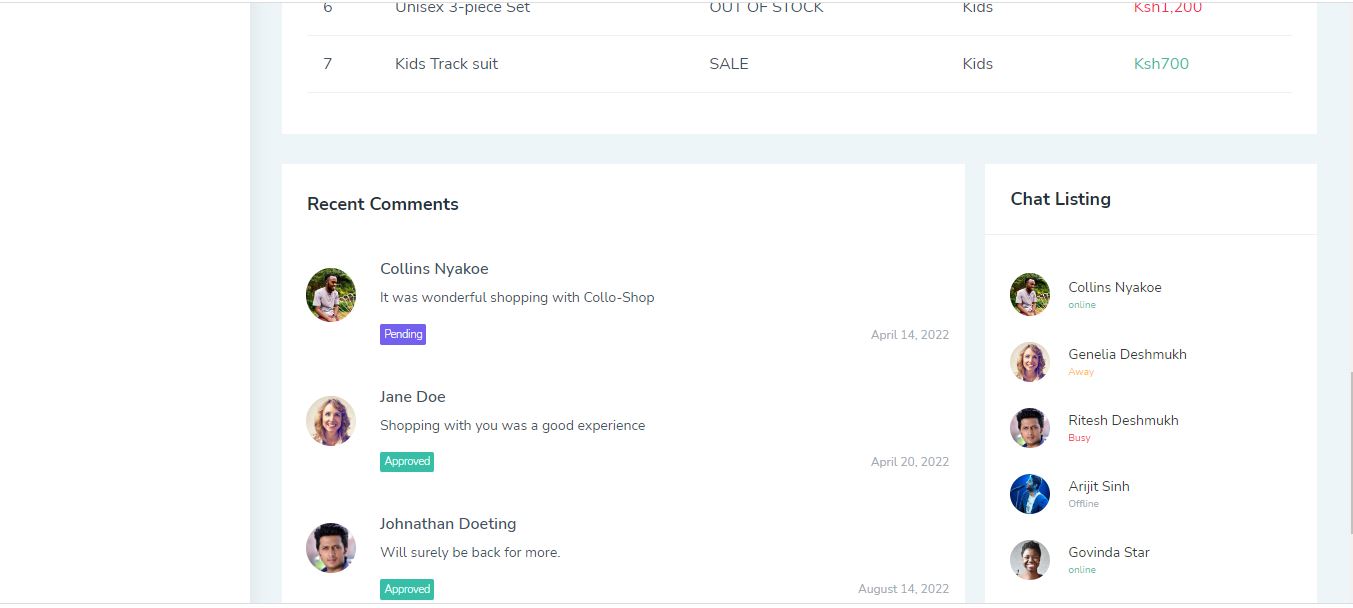 6 Unisex 3-piece Set OUT OF STOCK Kids Ksh1,200
7 Kids Track suit SALE Kids Ksh700
Recent Comments
Collins Nyakoe
It was wonderful shopping with Collo-Shop
Pending April 14, 2022
Jane Doe
Shopping with you was a good experience
Approved April 20, 2022
Johnathan Doeting
Will surely be back for more.
Approved August 14, 2022
Chat Listing
Collins Nyakoe
online
Genelia Deshmukh
Away
Ritesh Deshmukh
Busy
Arijit Sinh
Offline
Govinda Star
online